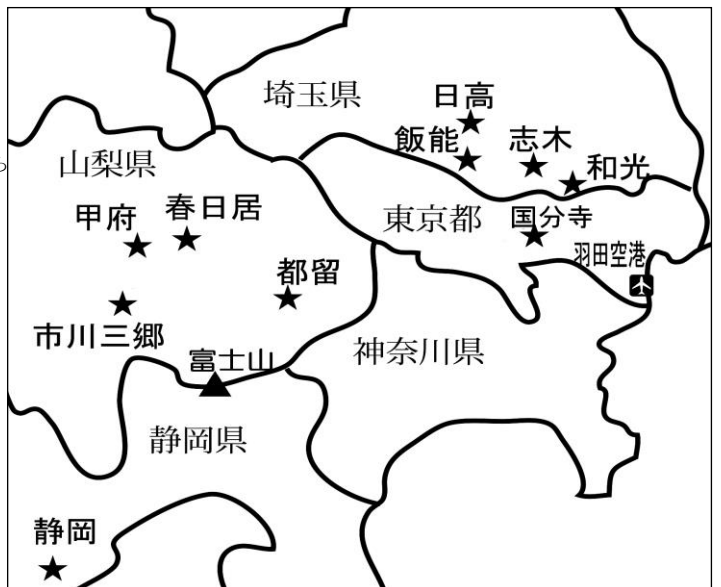 埼玉県
日高
飯能
志木
和光
山梨県
甲府
春日居
東京都
国分寺
羽田空港
都留
市川三郷
富士山
神奈川県
静岡県
静岡